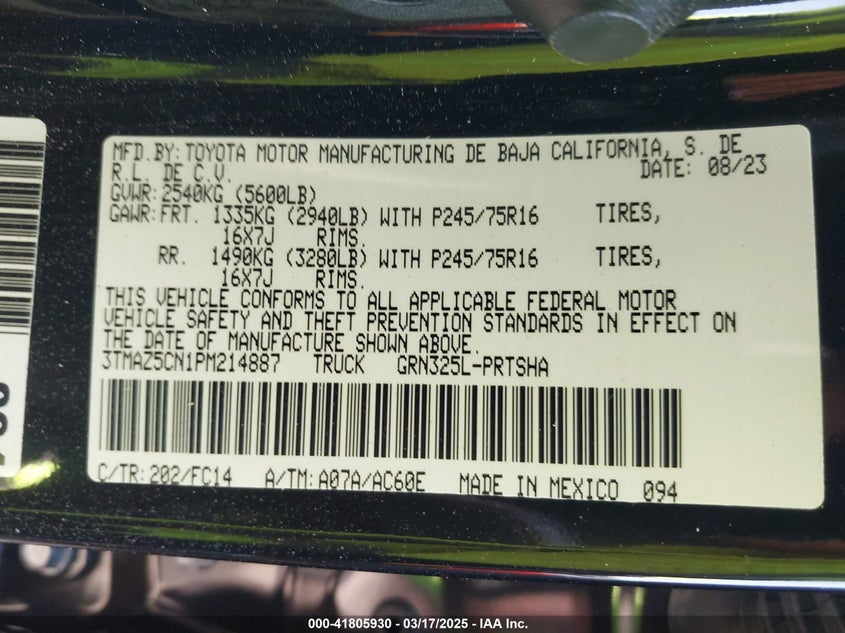 MFD.BY:TOYOTA MOTOR MANUFACTURING DE BAJA CALIFORNIA, S. DE
R.L. DE C.V. DATE: 08/23
GVWR:2540KG (5600LB)
GAWR:FRT. 1335KG (2940LB) WITH P245/75R16 TIRES,
16X7J RIMS.
RR. 1490KG (3280LB) WITH P245/75R16 TIRES,
16X7J RIMS.
THIS VEHICLE CONFORMS TO ALL APPLICABLE FEDERAL MOTOR
VEHICLE SAFETY AND THEFT PREVENTION STANDARDS IN EFFECT ON
THE DATE OF MANUFACTURE SHOWN ABOVE.
3TMAZ5CN1PM214887 TRUCK GRN325L-PRTSHA
C/TR:202/FC14 A/TM:A07A/AC60E MADE IN MEXICO 094
000-41805930 - 03/17/2025 - IAA Inc.